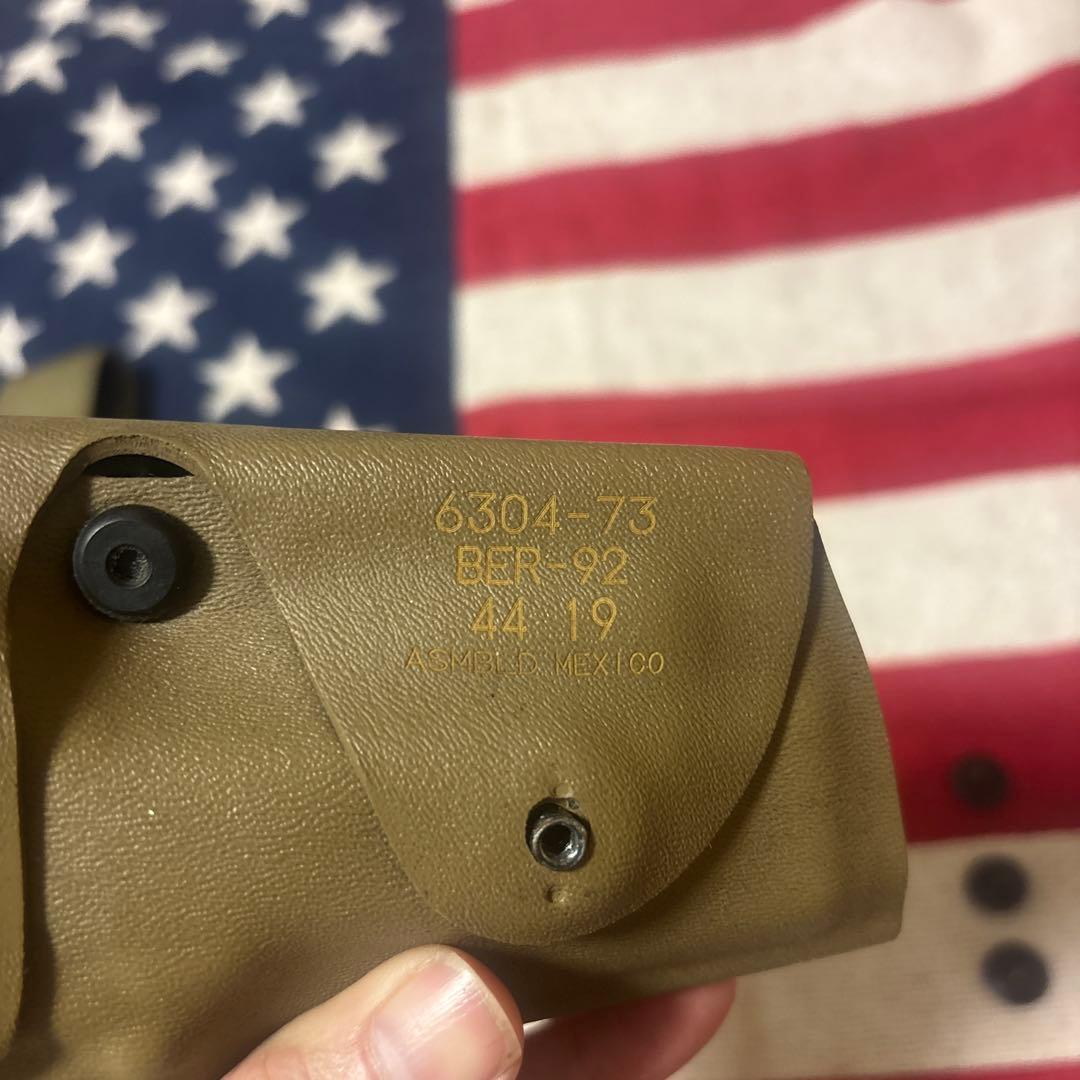 6304-73
BER-92
44 19
ASMBLD. MEXICO